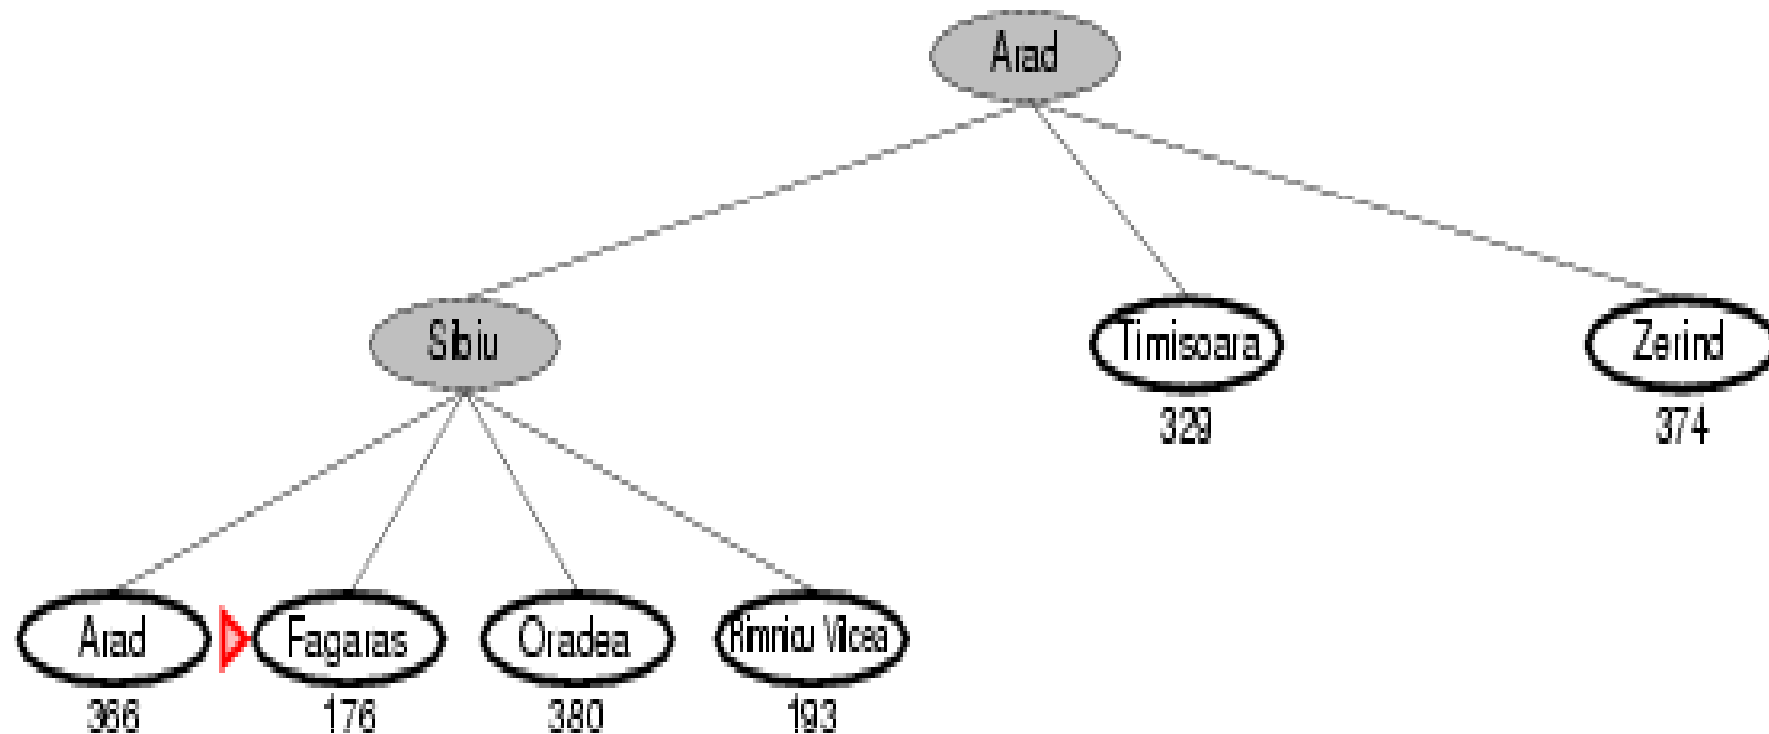 Arad
Sibiu
Timisoara
Zerind
329
374
Arad
Fagaras
Oradea
Rimnicu Vilcea
366
176
380
193